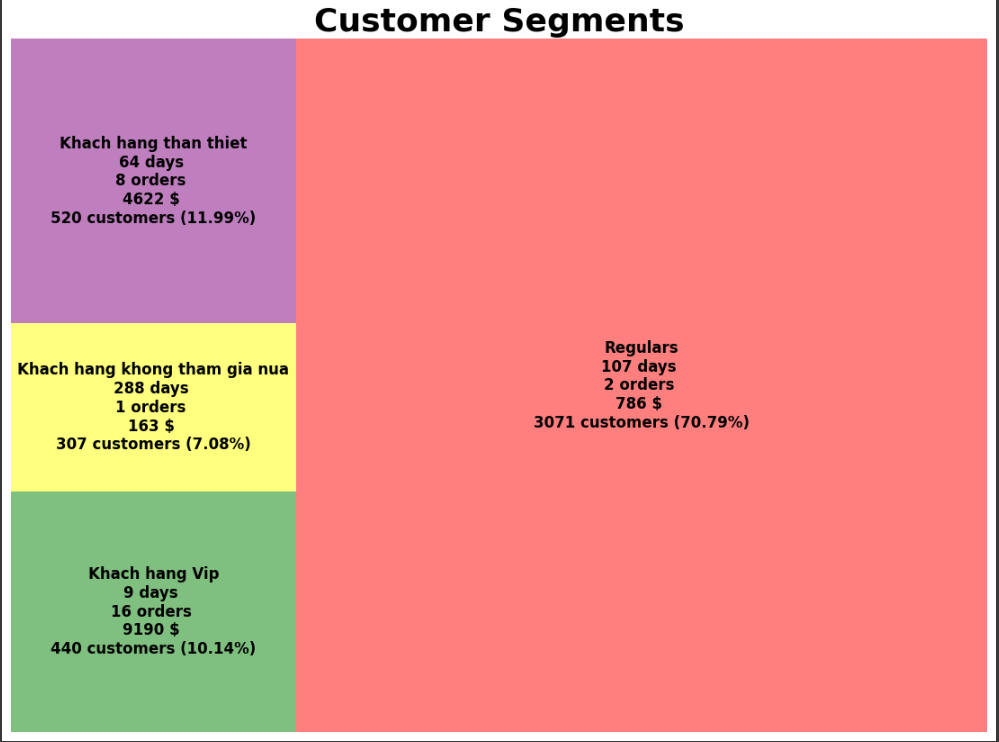 Customer Segments
Khach hang than thiet
64 days
8 orders
4622 $
520 customers (11.99%)
Khach hang khong tham gia nua
288 days
1 orders
163 $
307 customers (7.08%)
Khach hang Vip
9 days
16 orders
9190 $
440 customers (10.14%)
Regulars
107 days
2 orders
786 $
3071 customers (70.79%)